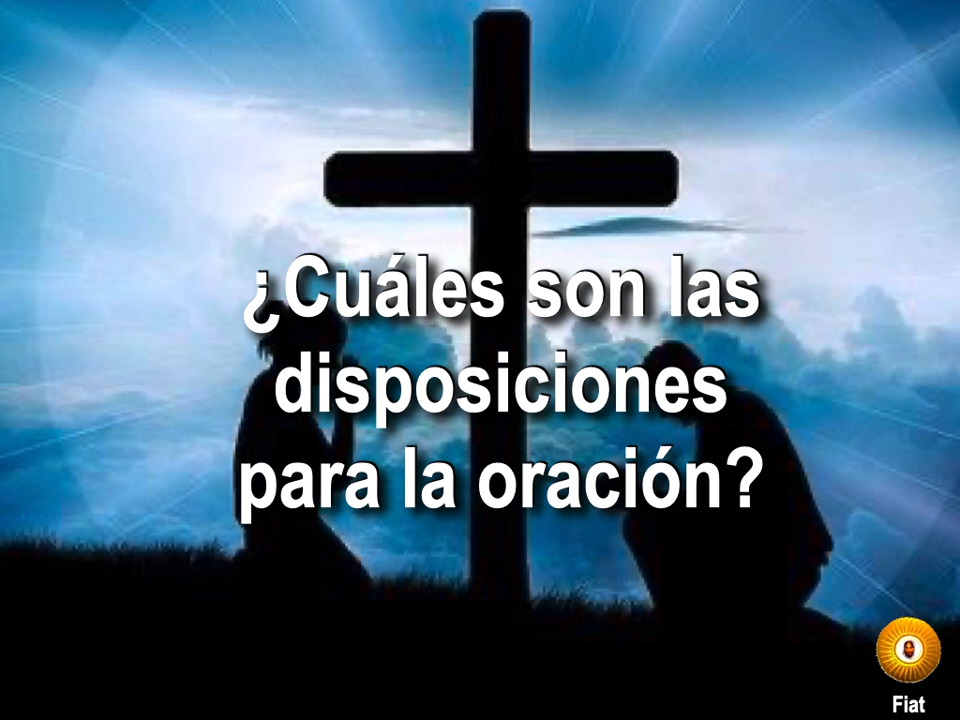 ¿Cuáles son las
disposiciones
para la oración?
Fiat